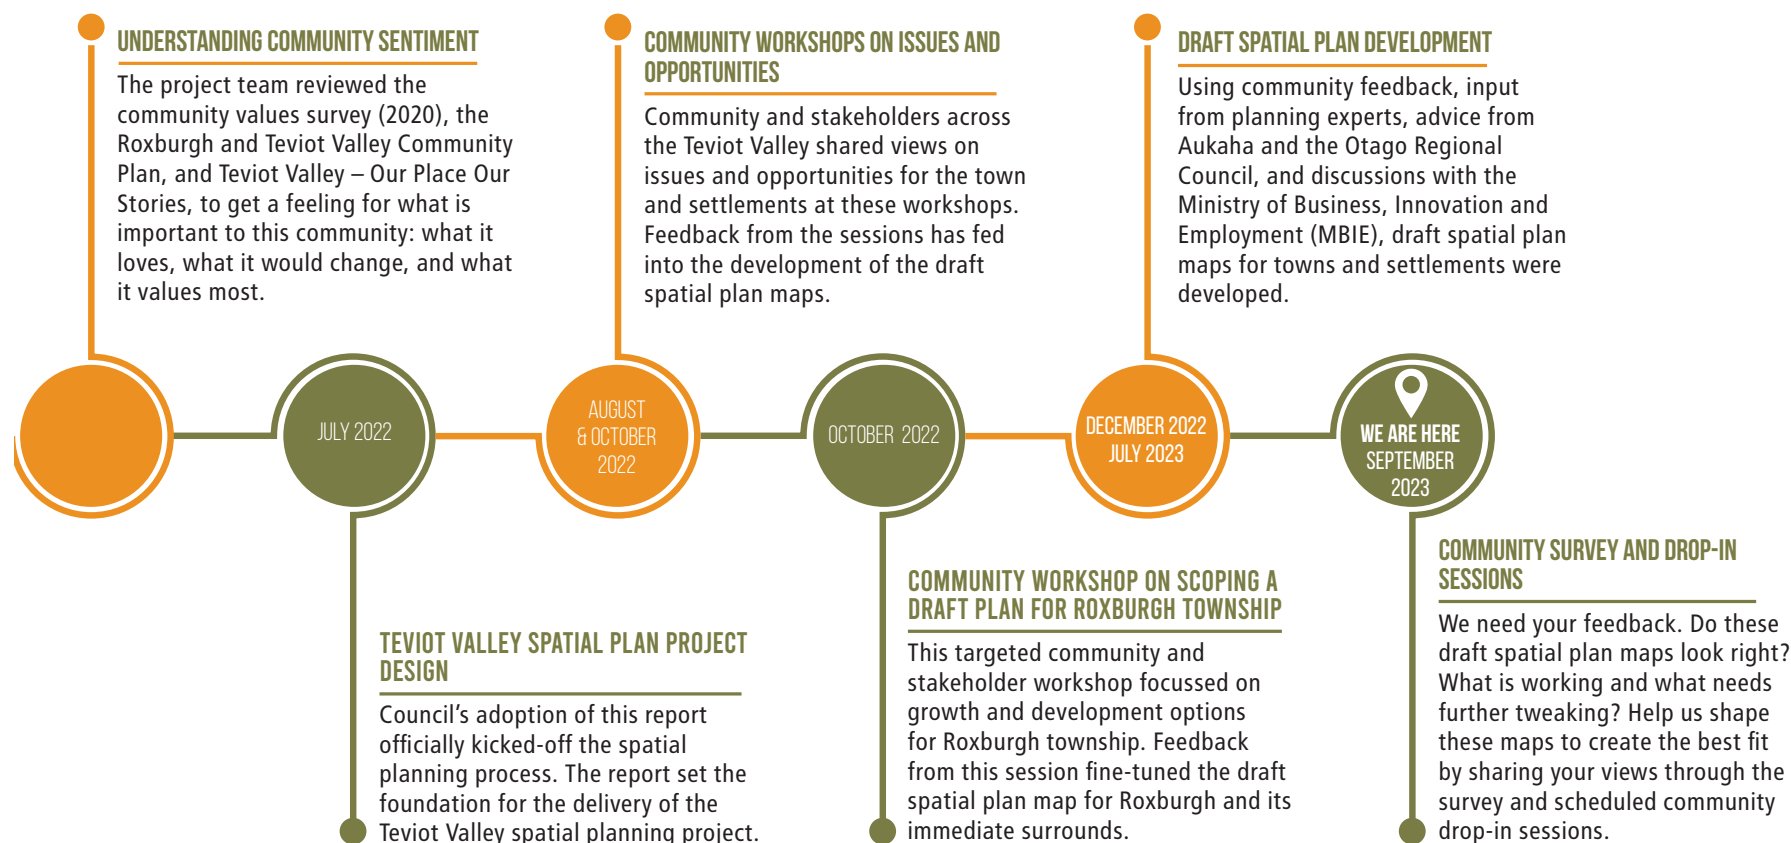 UNDERSTANDING COMMUNITY SENTIMENT
The project team reviewed the
community values survey (2020), the
Roxburgh and Teviot Valley Community
Plan, and Teviot Valley – Our Place Our
Stories, to get a feeling for what is
important to this community: what it
loves, what it would change, and what
it values most.
JULY 2022
TEVIOT VALLEY SPATIAL PLAN PROJECT
DESIGN
Council’s adoption of this report
officially kicked-off the spatial
planning process. The report set the
foundation for the delivery of the
Teviot Valley spatial planning project.
COMMUNITY WORKSHOPS ON ISSUES AND
OPPORTUNITIES
Community and stakeholders across
the Teviot Valley shared views on
issues and opportunities for the town
and settlements at these workshops.
Feedback from the sessions has fed
into the development of the draft
spatial plan maps.
AUGUST
& OCTOBER
2022
OCTOBER 2022
COMMUNITY WORKSHOP ON SCOPING A
DRAFT PLAN FOR ROXBURGH TOWNSHIP
This targeted community and
stakeholder workshop focussed on
growth and development options
for Roxburgh township. Feedback
from this session fine-tuned the draft
spatial plan map for Roxburgh and its
immediate surrounds.
DRAFT SPATIAL PLAN DEVELOPMENT
Using community feedback, input
from planning experts, advice from
Aukaha and the Otago Regional
Council, and discussions with the
Ministry of Business, Innovation and
Employment (MBIE), draft spatial plan
maps for towns and settlements were
developed.
DECEMBER 2022
JULY 2023
WE ARE HERE
SEPTEMBER
2023
COMMUNITY SURVEY AND DROP-IN
SESSIONS
We need your feedback. Do these
draft spatial plan maps look right?
What is working and what needs
further tweaking? Help us shape
these maps to create the best fit
by sharing your views through the
survey and scheduled community
drop-in sessions.